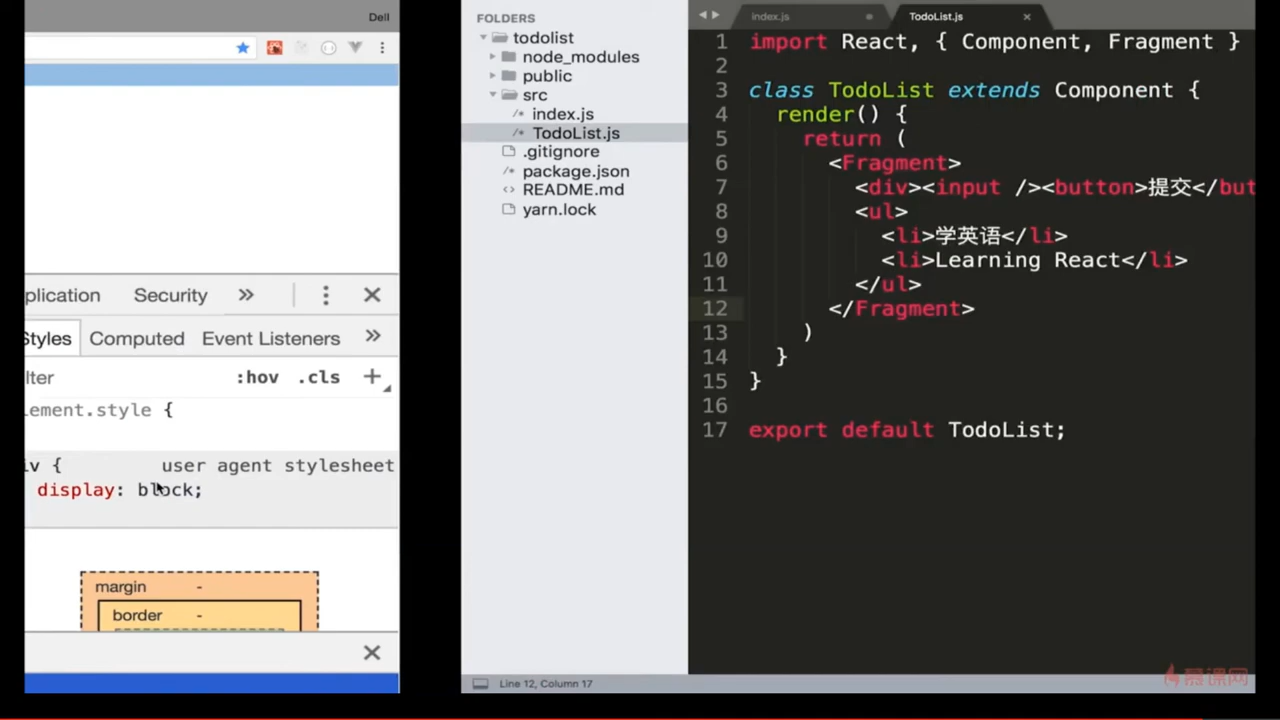 Dell
plication Security »
Styles Computed Event Listeners »
lter :hov .cls +
lement.style {
iv { user agent stylesheet
display: block;
margin -
border -
FOLDERS
todolist
node_modules
public
src
index.js
TodoList.js
.gitignore
package.json
README.md
yarn.lock
index.js TodoList.js
1 import React, { Component, Fragment }
2
3 class TodoList extends Component {
4 render() {
5 return (
6 <Fragment>
7 <div><input /><button>提交</but
8 <ul>
9 <li>学英语</li>
10 <li>Learning React</li>
11 </ul>
12 </Fragment>
13 )
14 }
15 }
16
17 export default TodoList;
Line 12, Column 17
慕课网